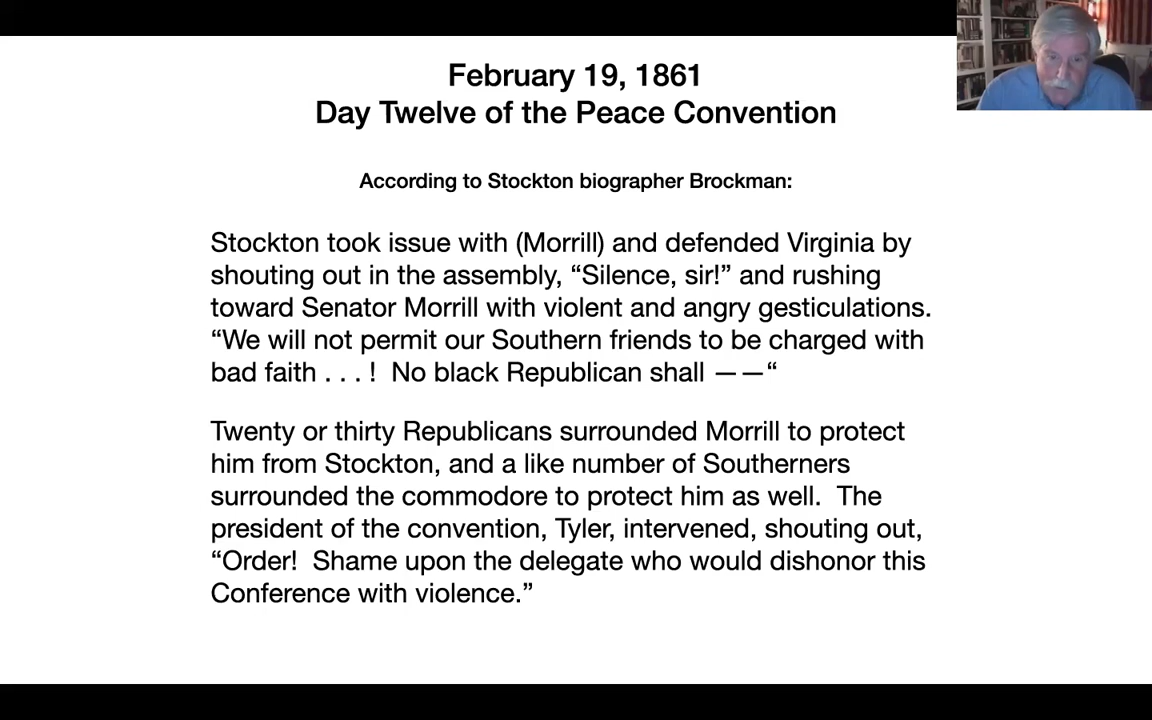 February 19, 1861
Day Twelve of the Peace Convention
According to Stockton biographer Brockman:
Stockton took issue with (Morrill) and defended Virginia by
shouting out in the assembly, “Silence, sir!” and rushing
toward Senator Morrill with violent and angry gesticulations.
“We will not permit our Southern friends to be charged with
bad faith . . . !  No black Republican shall — —“
Twenty or thirty Republicans surrounded Morrill to protect
him from Stockton, and a like number of Southerners
surrounded the commodore to protect him as well.  The
president of the convention, Tyler, intervened, shouting out,
“Order!  Shame upon the delegate who would dishonor this
Conference with violence.”